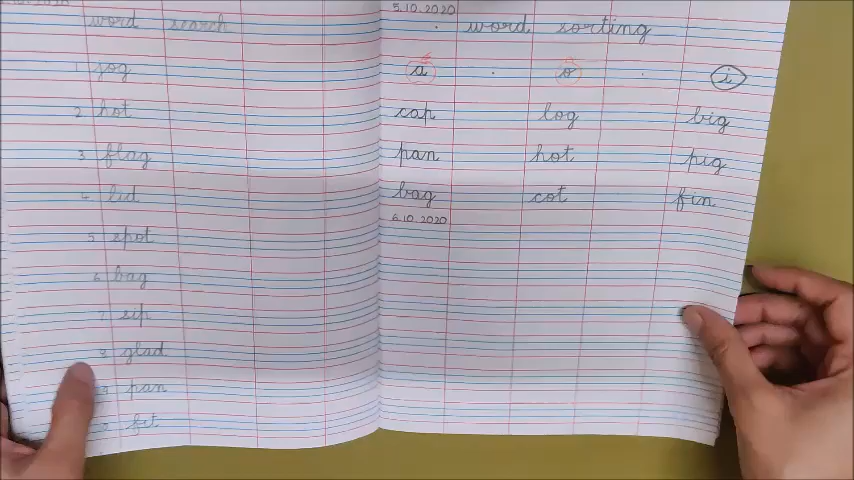 word search
1 jog
2 hot
3 flag
4 lid
5 spot
6 bag
7 sip
8 glad
9 pan
5.10.2020
word sorting
a o i
cap log big
pan hot pig
bag cot fin
6.10.2020